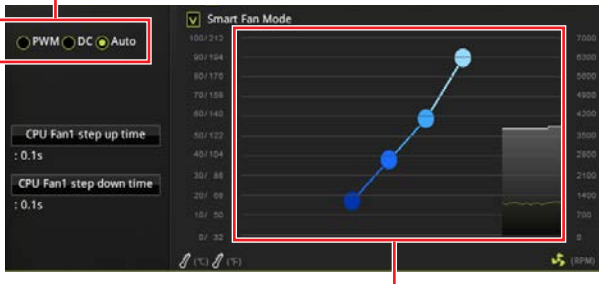 Smart Fan Mode
PWM DC Auto
100/212 7000
90/194 6300
80/176 5600
70/158 4900
60/140 4200
50/122 3500
40/104 2800
30/ 86 2100
20/ 68 1400
10/ 50 700
0/ 32 0
CPU Fan1 step up time
: 0.1s
CPU Fan1 step down time
: 0.1s
(°C) (°F) (RPM)